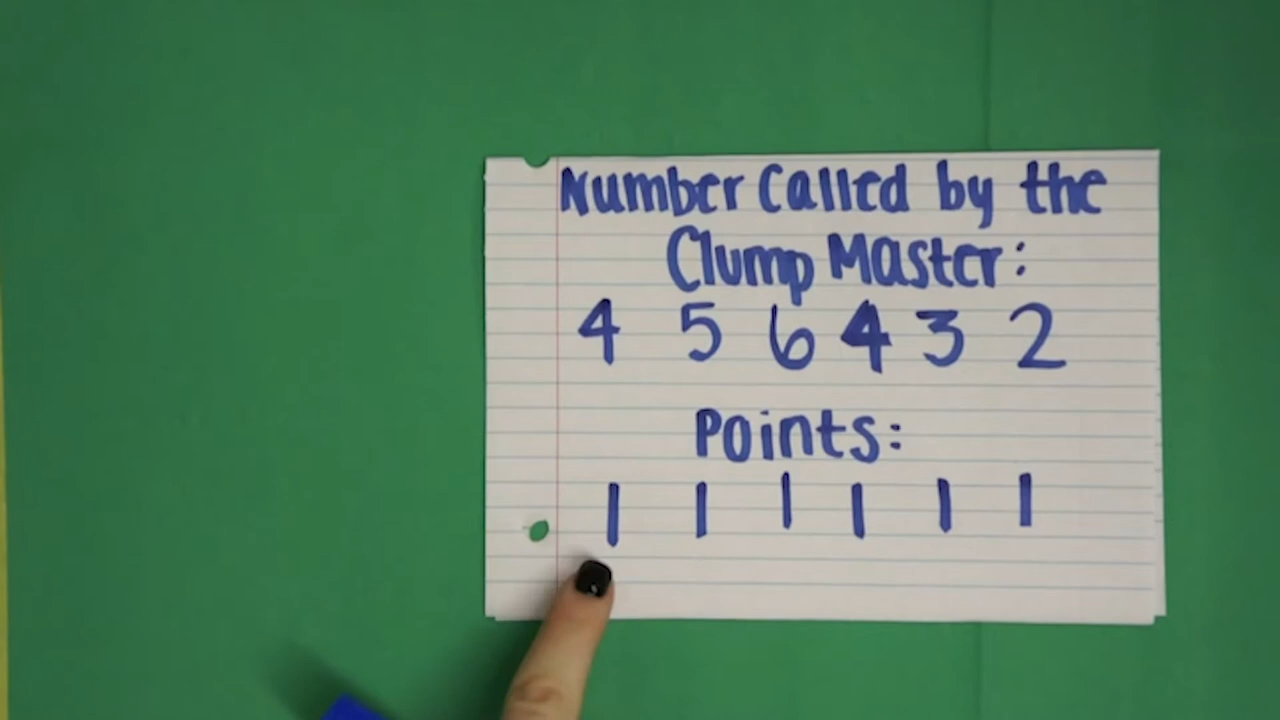 Number Called by the
Clump Master:
4 5 6 4 3 2
Points:
1 1 1 1 1 1